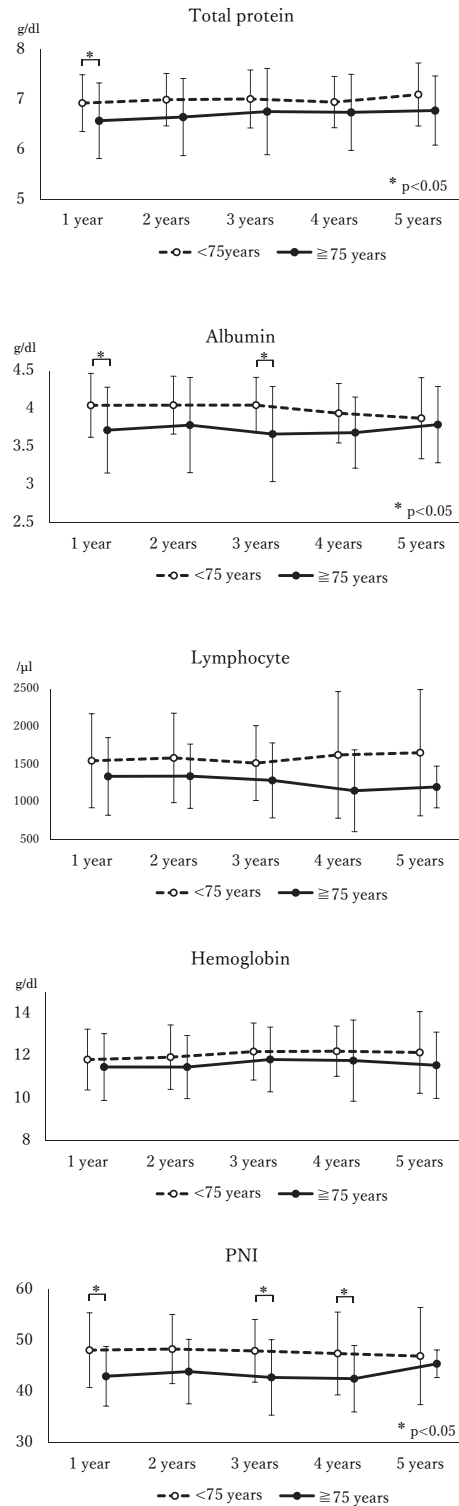 Total protein
g/dl
8
*
7
6
5
* p<0.05
1 year 2 years 3 years 4 years 5 years
<75years ≧75 years
Albumin
g/dl
4.5
* *
4
3.5
3
2.5
* p<0.05
1 year 2 years 3 years 4 years 5 years
<75 years ≧75 years
Lymphocyte
/μl
2500
2000
1500
1000
500
1 year 2 years 3 years 4 years 5 years
<75 years ≧75 years
Hemoglobin
g/dl
14
12
10
8
1 year 2 years 3 years 4 years 5 years
<75 years ≧75 years
PNI
60
* * *
50
40
30
* p<0.05
1 year 2 years 3 years 4 years 5 years
<75 years ≧75 years